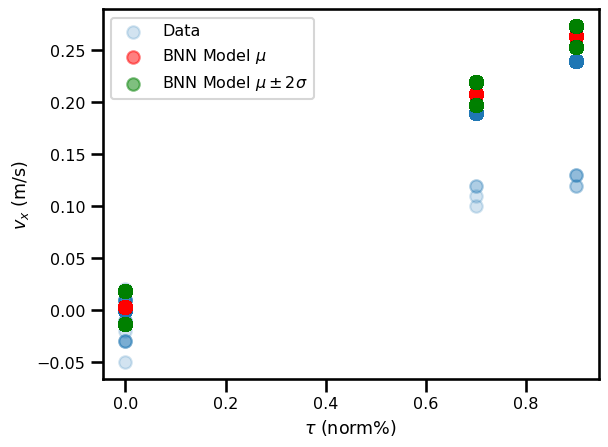 Data
BNN Model μ
BNN Model μ ± 2σ
0.25
0.20
0.15
0.10
0.05
0.00
−0.05
vₓ (m/s)
0.0 0.2 0.4 0.6 0.8
τ (norm%)